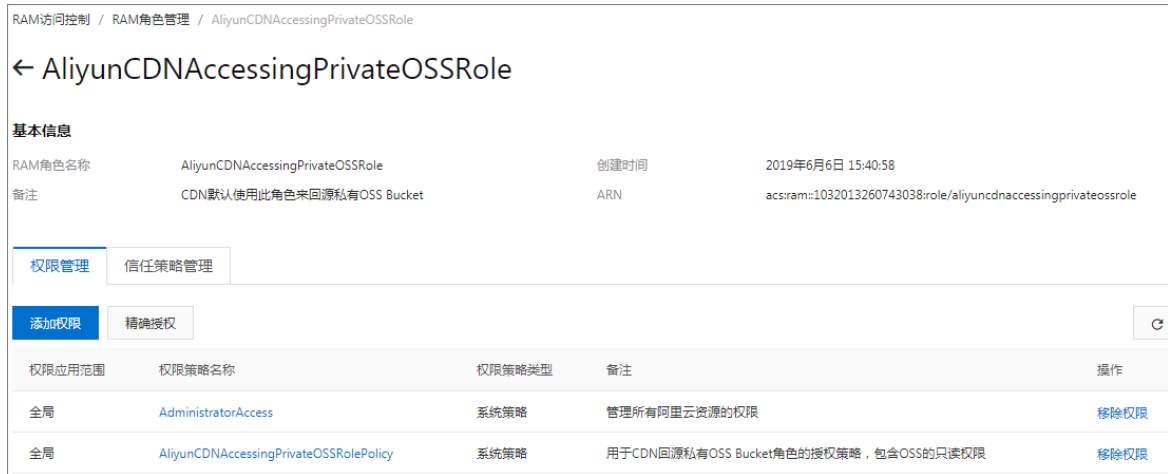 RAM访问控制 / RAM角色管理 / AliyunCDNAccessingPrivateOSSRole
← AliyunCDNAccessingPrivateOSSRole
基本信息
RAM角色名称 AliyunCDNAccessingPrivateOSSRole 创建时间 2019年6月6日 15:40:58
备注 CDN默认使用此角色来回源私有OSS Bucket ARN acs:ram::1032013260743038:role/aliyuncdnaccessingprivateossrole
权限管理 信任策略管理
添加权限 精确授权
权限应用范围 权限策略名称 权限策略类型 备注 操作
全局 AdministratorAccess 系统策略 管理所有阿里云资源的权限 移除权限
全局 AliyunCDNAccessingPrivateOSSRolePolicy 系统策略 用于CDN回源私有OSS Bucket角色的授权策略，包含OSS的只读权限 移除权限